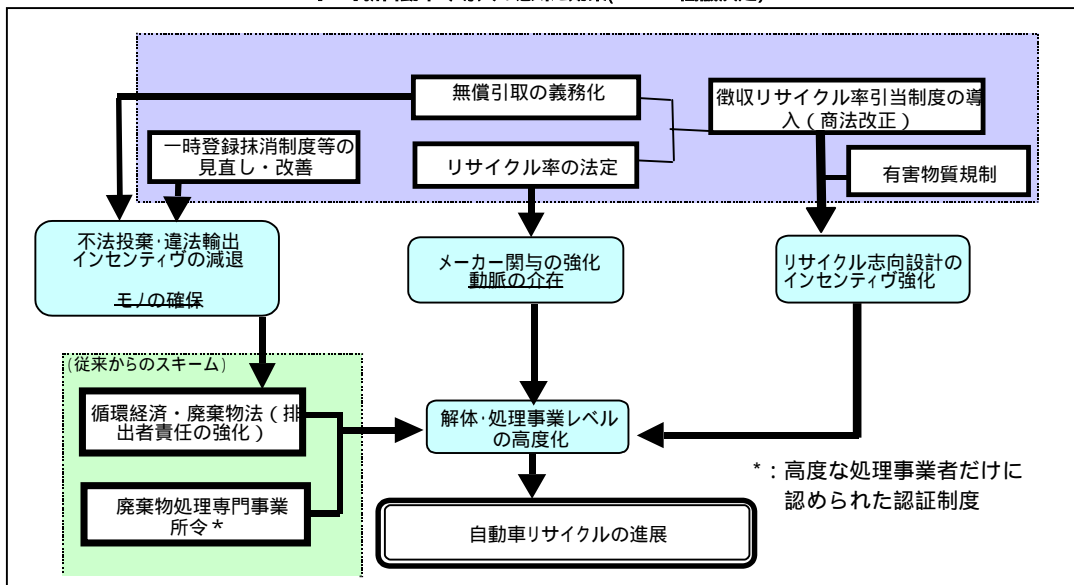 無償引取の義務化
徴収リサイクル率引当制度の導
入（商法改正）
一時登録抹消制度等の
見直し・改善
リサイクル率の法定
有害物質規制
不法投棄･違法輸出
インセンティヴの減退
モノの確保
メーカー関与の強化
動脈の介在
リサイクル志向設計の
インセンティヴ強化
(従来からのスキーム)
循環経済・廃棄物法（排
出者責任の強化）
廃棄物処理専門事業
所令＊
解体･処理事業レベル
の高度化
自動車リサイクルの進展
＊：高度な処理事業者だけに
認められた認証制度